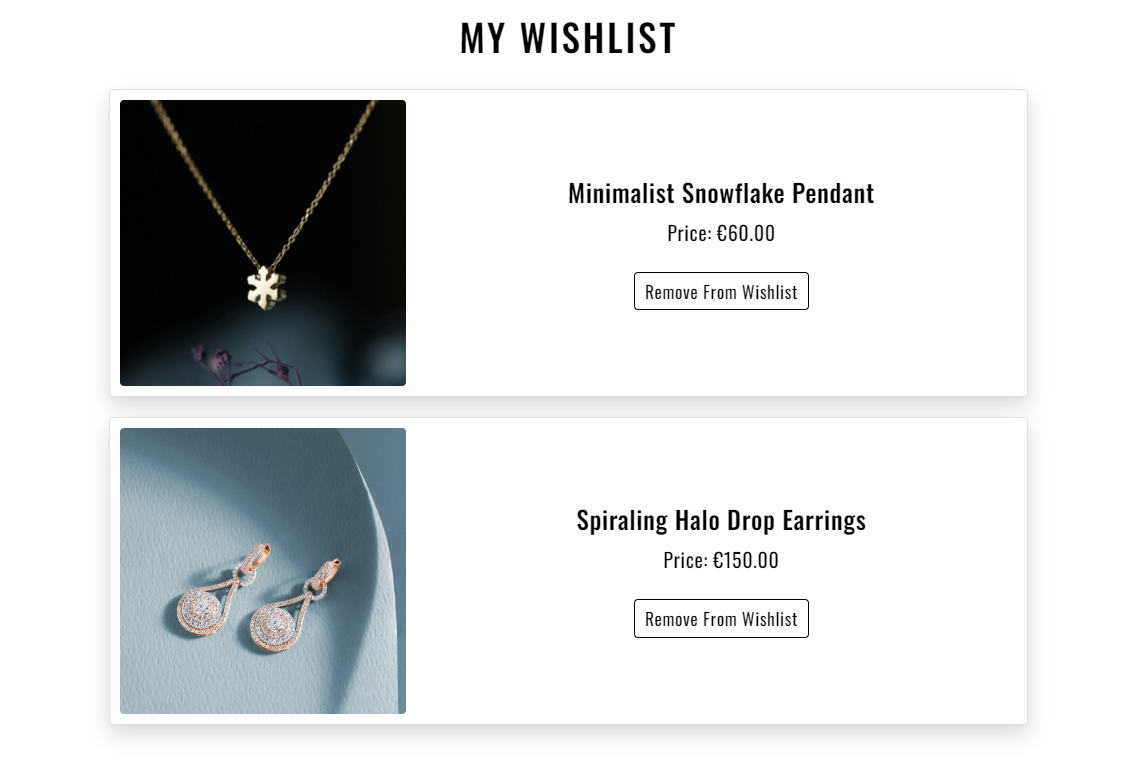 MY WISHLIST
Minimalist Snowflake Pendant
Price: €60.00
Remove From Wishlist
Spiraling Halo Drop Earrings
Price: €150.00
Remove From Wishlist